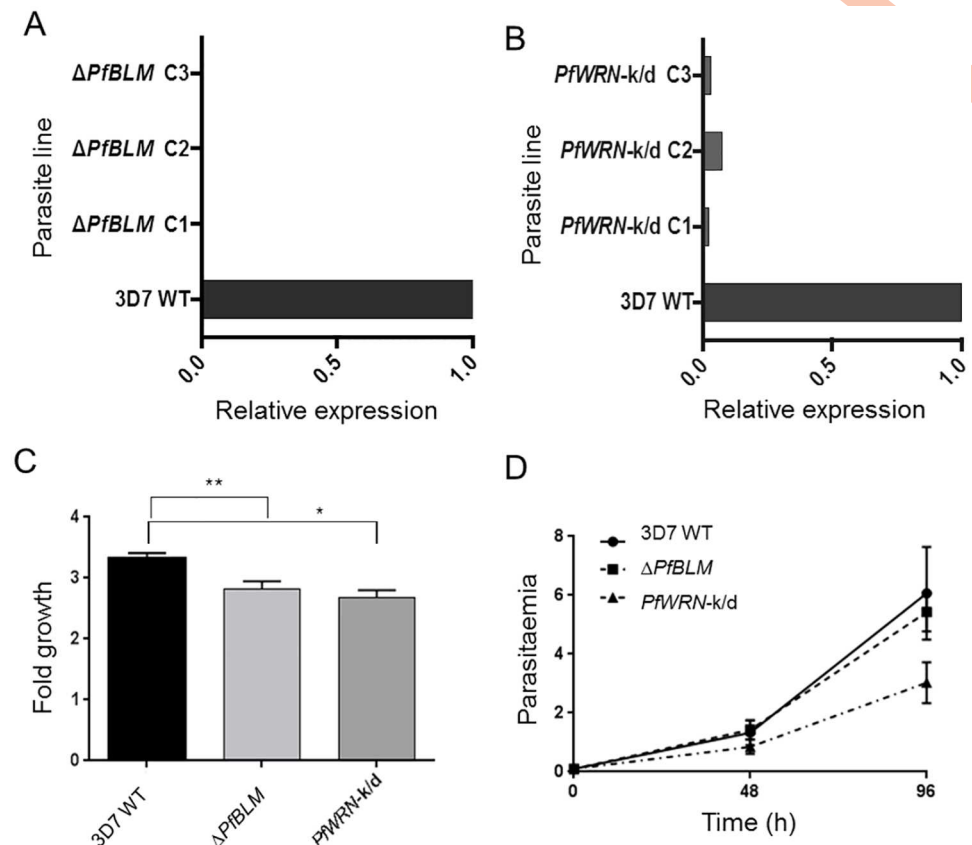 A
Parasite line
ΔPfBLM C3
ΔPfBLM C2
ΔPfBLM C1
3D7 WT
0.0
0.5
1.0
Relative expression
B
Parasite line
PfWRN-k/d C3
PfWRN-k/d C2
PfWRN-k/d C1
3D7 WT
0.0
0.5
1.0
Relative expression
C
**
*
Fold growth
4
3
2
1
0
3D7 WT
ΔPfBLM
PfWRN-k/d
D
Parasitaemia
8
6
4
2
0
3D7 WT
ΔPfBLM
PfWRN-k/d
0
48
96
Time (h)